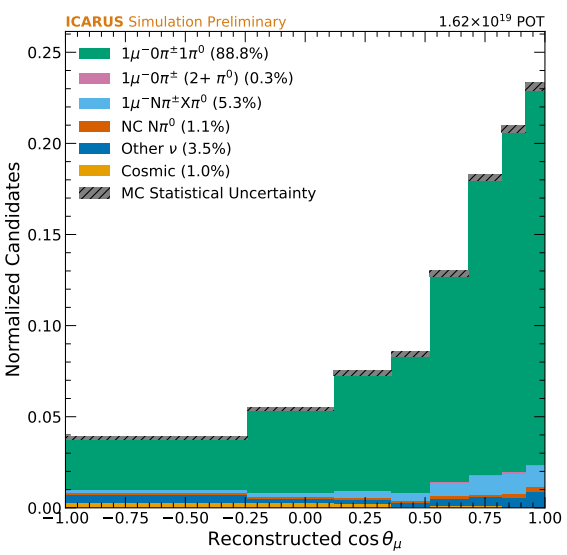 ICARUS Simulation Preliminary
1.62×10¹⁹ POT
1μ⁻0π±1π⁰ (88.8%)
1μ⁻0π± (2+ π⁰) (0.3%)
1μ⁻Nπ±Xπ⁰ (5.3%)
NC Nπ⁰ (1.1%)
Other ν (3.5%)
Cosmic (1.0%)
MC Statistical Uncertainty
Normalized Candidates
0.25
0.20
0.15
0.10
0.05
0.00
−1.00 −0.75 −0.50 −0.25 0.00 0.25 0.50 0.75 1.00
Reconstructed cos θμ